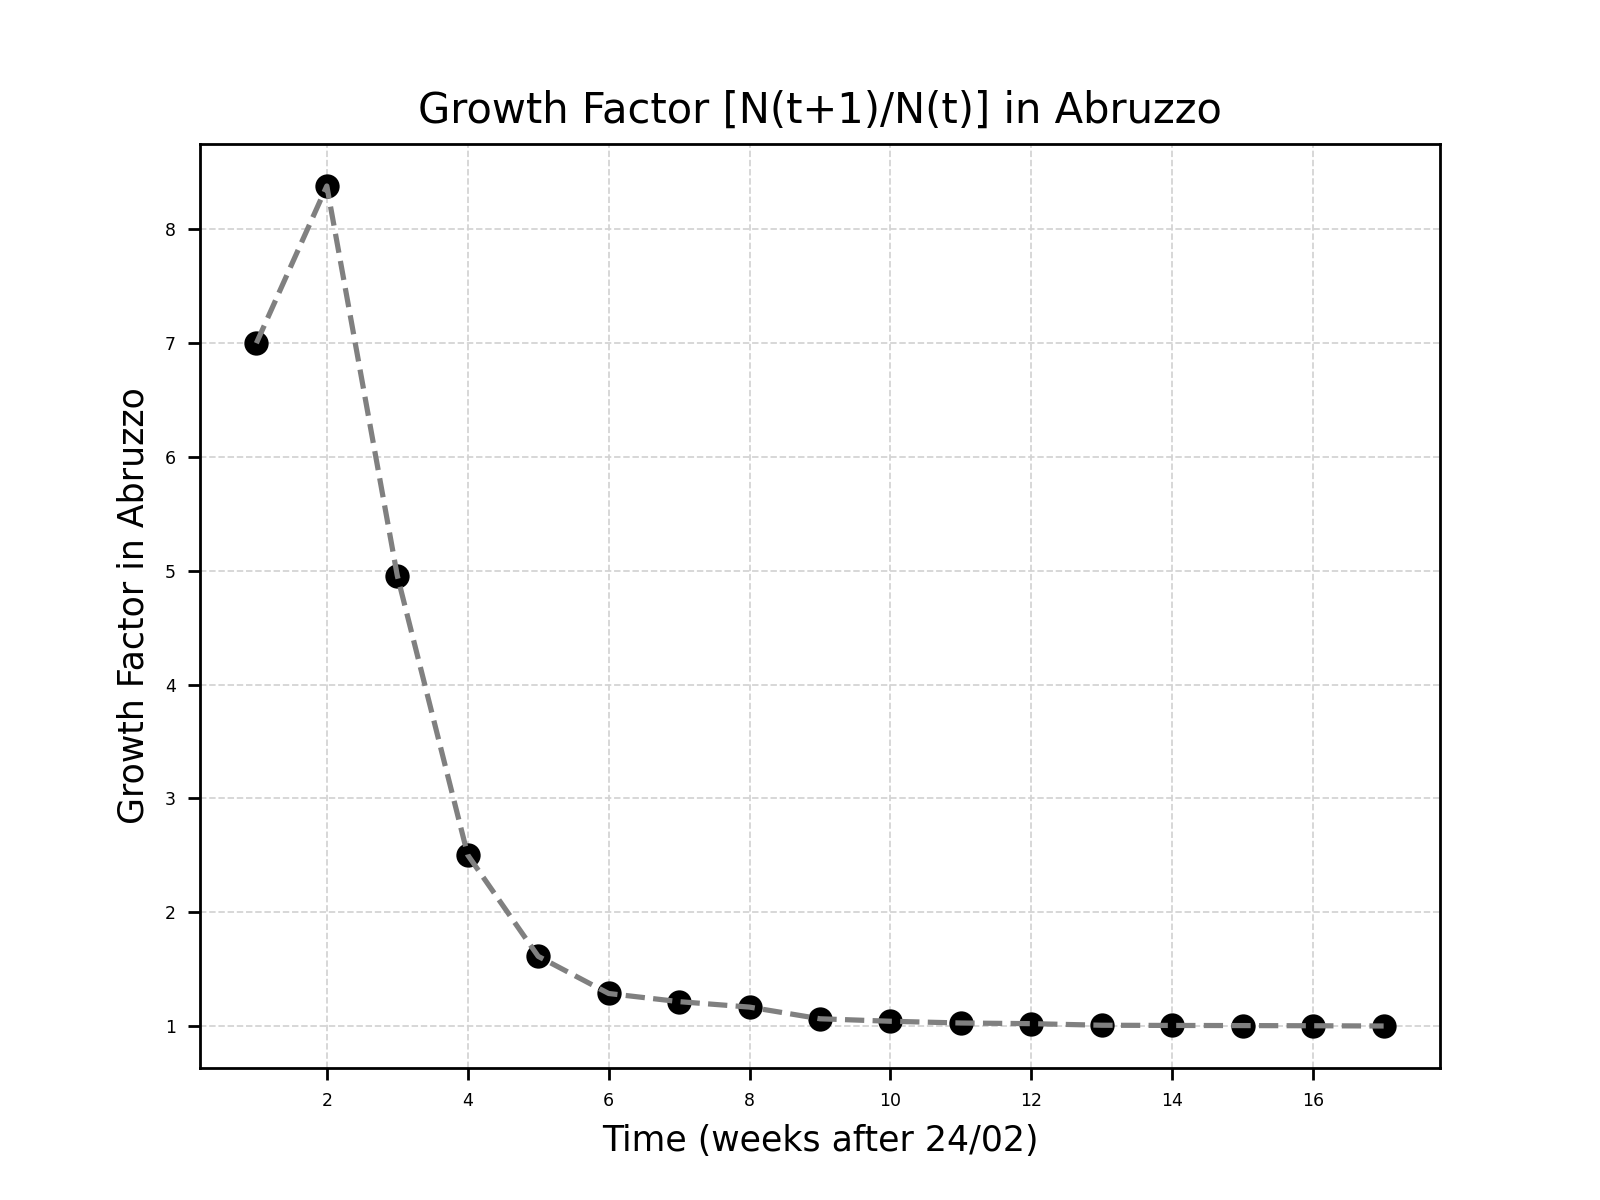 Growth Factor [N(t+1)/N(t)] in Abruzzo
Growth Factor in Abruzzo
8
7
6
5
4
3
2
1
2 4 6 8 10 12 14 16
Time (weeks after 24/02)